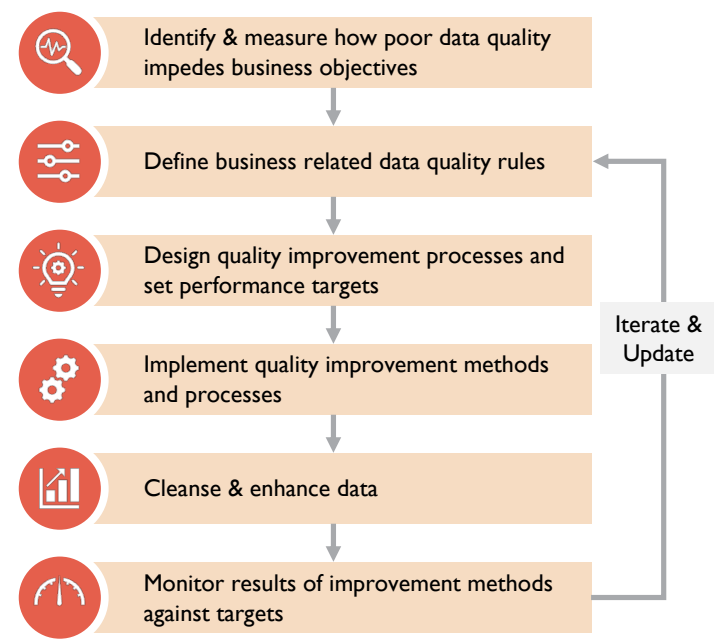 Identify & measure how poor data quality
impedes business objectives
Define business related data quality rules
Design quality improvement processes and
set performance targets
Iterate &
Update
Implement quality improvement methods
and processes
Cleanse & enhance data
Monitor results of improvement methods
against targets